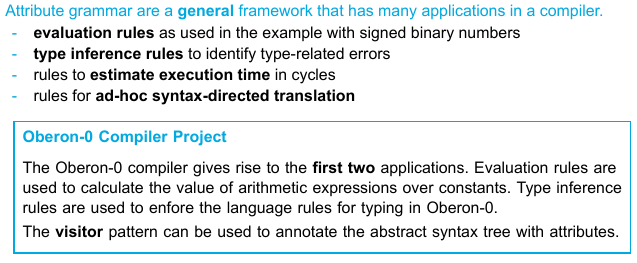 Attribute grammar are a general framework that has many applications in a compiler.
- evaluation rules as used in the example with signed binary numbers
- type inference rules to identify type-related errors
- rules to estimate execution time in cycles
- rules for ad-hoc syntax-directed translation
Oberon-0 Compiler Project
The Oberon-0 compiler gives rise to the first two applications. Evaluation rules are
used to calculate the value of arithmetic expressions over constants. Type inference
rules are used to enfore the language rules for typing in Oberon-0.
The visitor pattern can be used to annotate the abstract syntax tree with attributes.